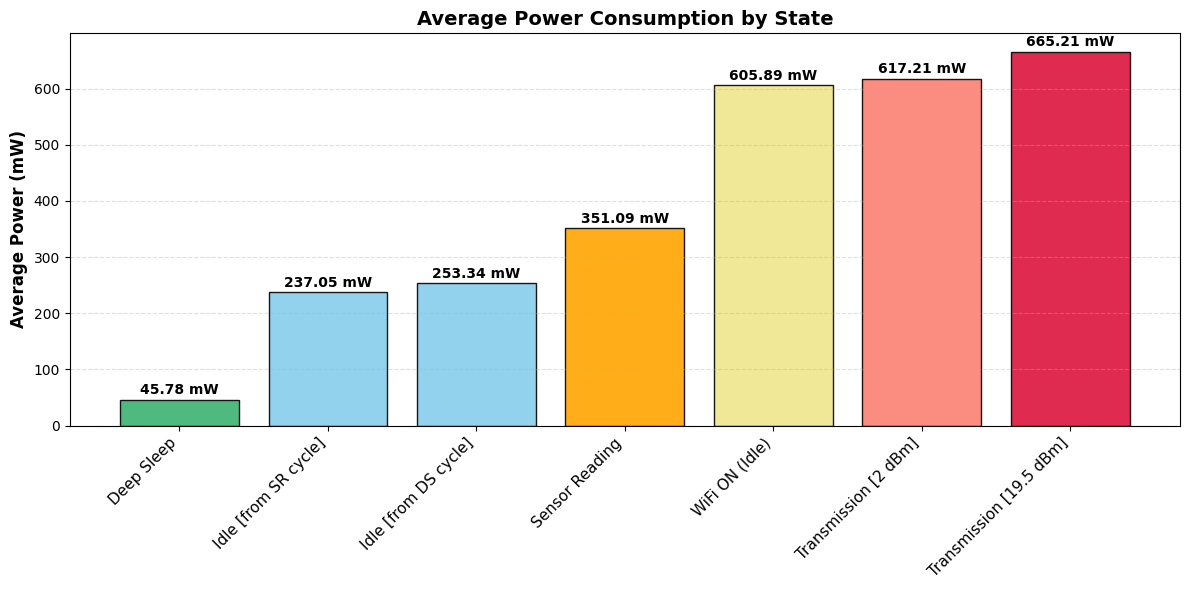 Average Power Consumption by State
Average Power (mW)
600
500
400
300
200
100
0
45.78 mW
237.05 mW
253.34 mW
351.09 mW
605.89 mW
617.21 mW
665.21 mW
Deep Sleep
Idle [from SR cycle]
Idle [from DS cycle]
Sensor Reading
WiFi ON (Idle)
Transmission [2 dBm]
Transmission [19.5 dBm]